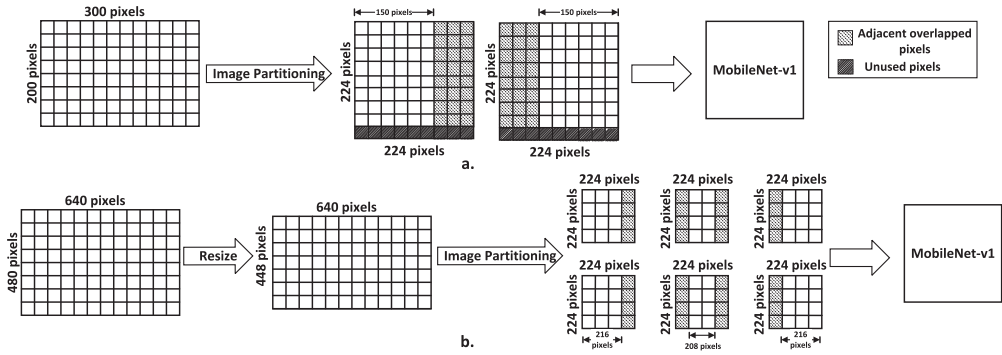 300 pixels
200 pixels
Image Partitioning
150 pixels
224 pixels
224 pixels
150 pixels
224 pixels
224 pixels
MobileNet-v1
Adjacent overlapped
pixels
Unused pixels
a.
640 pixels
480 pixels
Resize
640 pixels
448 pixels
Image Partitioning
224 pixels
224 pixels
224 pixels
224 pixels
224 pixels
224 pixels
224 pixels
224 pixels
216
pixels
224 pixels
224 pixels
208 pixels
224 pixels
224 pixels
216
pixels
MobileNet-v1
b.